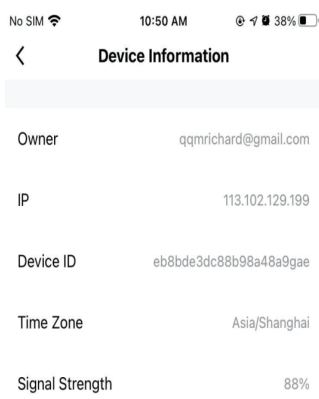 No SIM 10:50 AM 38%
Device Information
Owner qqmrichard@gmail.com
IP 113.102.129.199
Device ID eb8bde3dc88b98a48a9gae
Time Zone Asia/Shanghai
Signal Strength 88%